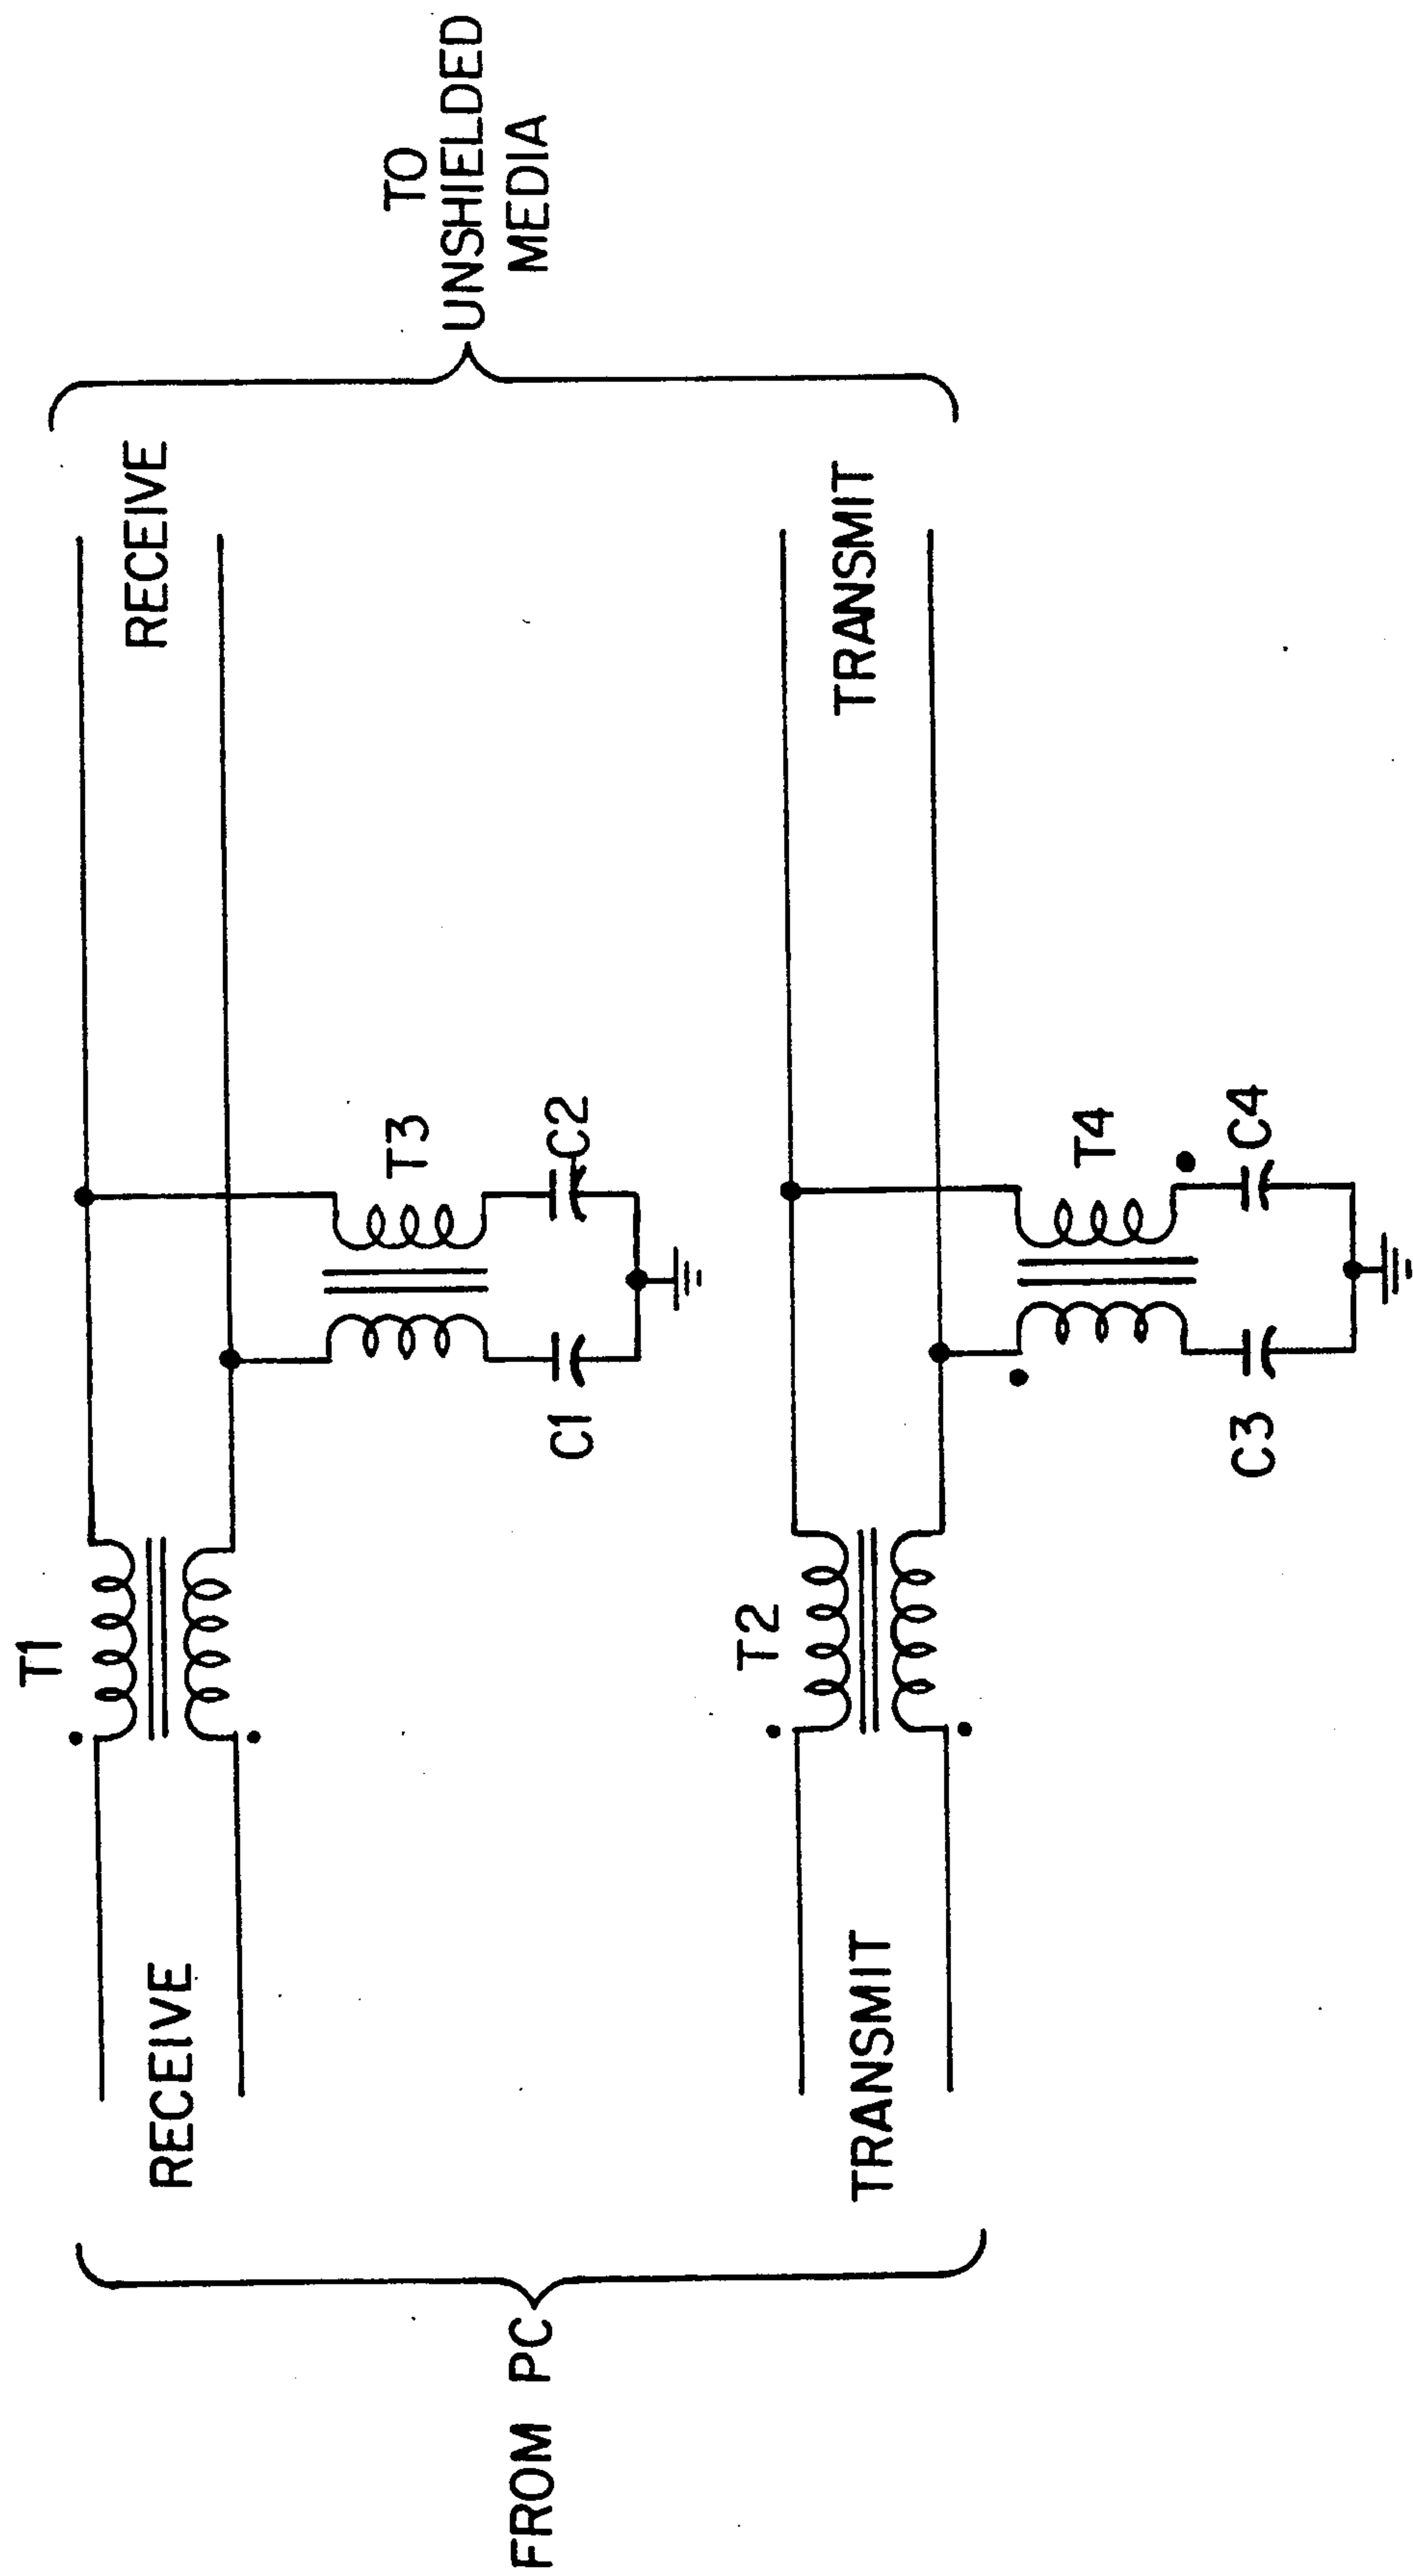 FROM PC
RECEIVE
T1
C1
T3
C2
RECEIVE
TRANSMIT
T2
C3
T4
C4
TRANSMIT
TO
UNSHIELDED
MEDIA